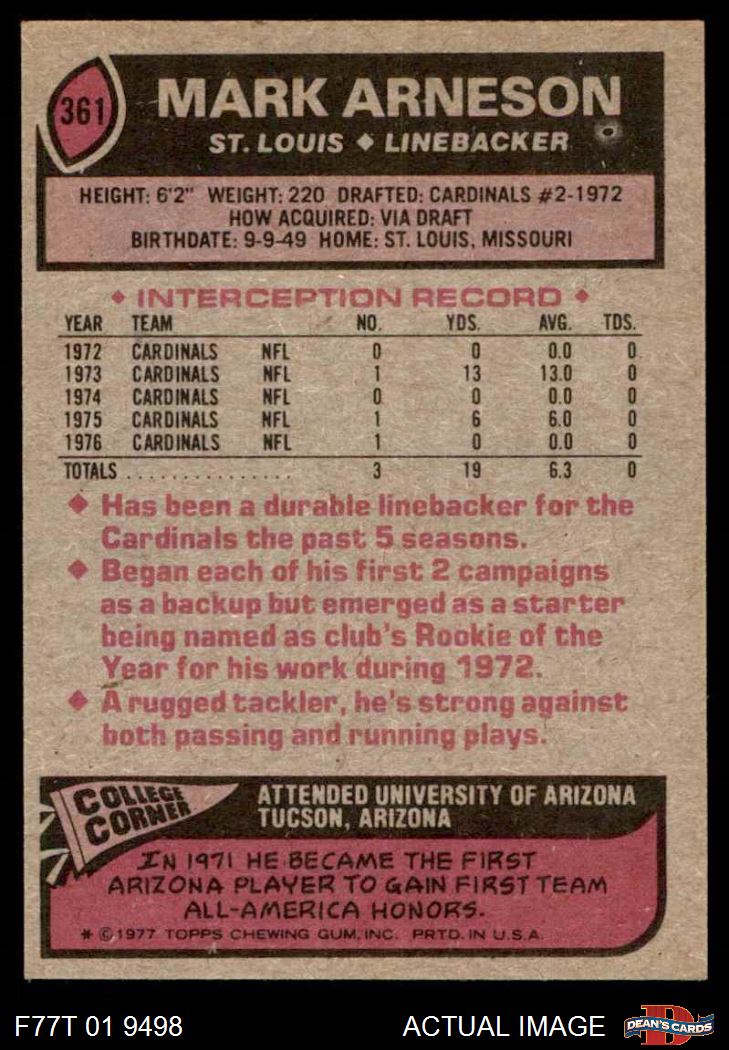 361
MARK ARNESON
ST. LOUIS ◆ LINEBACKER
HEIGHT: 6'2" WEIGHT: 220 DRAFTED: CARDINALS #2-1972
HOW ACQUIRED: VIA DRAFT
BIRTHDATE: 9-9-49 HOME: ST. LOUIS, MISSOURI
◆ INTERCEPTION RECORD ◆
YEAR TEAM NO. YDS. AVG. TDS.
1972 CARDINALS NFL 0 0 0.0 0
1973 CARDINALS NFL 1 13 13.0 0
1974 CARDINALS NFL 0 0 0.0 0
1975 CARDINALS NFL 1 6 6.0 0
1976 CARDINALS NFL 1 0 0.0 0
TOTALS . . . . . . . . . . . . . . . 3 19 6.3 0
◆ Has been a durable linebacker for the
Cardinals the past 5 seasons.
◆ Began each of his first 2 campaigns
as a backup but emerged as a starter
being named as club's Rookie of the
Year for his work during 1972.
◆ A rugged tackler, he's strong against
both passing and running plays.
COLLEGE
CORNER
ATTENDED UNIVERSITY OF ARIZONA
TUCSON, ARIZONA
IN 1971 HE BECAME THE FIRST
ARIZONA PLAYER TO GAIN FIRST TEAM
ALL-AMERICA HONORS.
* © 1977 TOPPS CHEWING GUM, INC. PRTD. IN U.S.A.
F77T 01 9498 ACTUAL IMAGE
D
DEAN'S CARDS